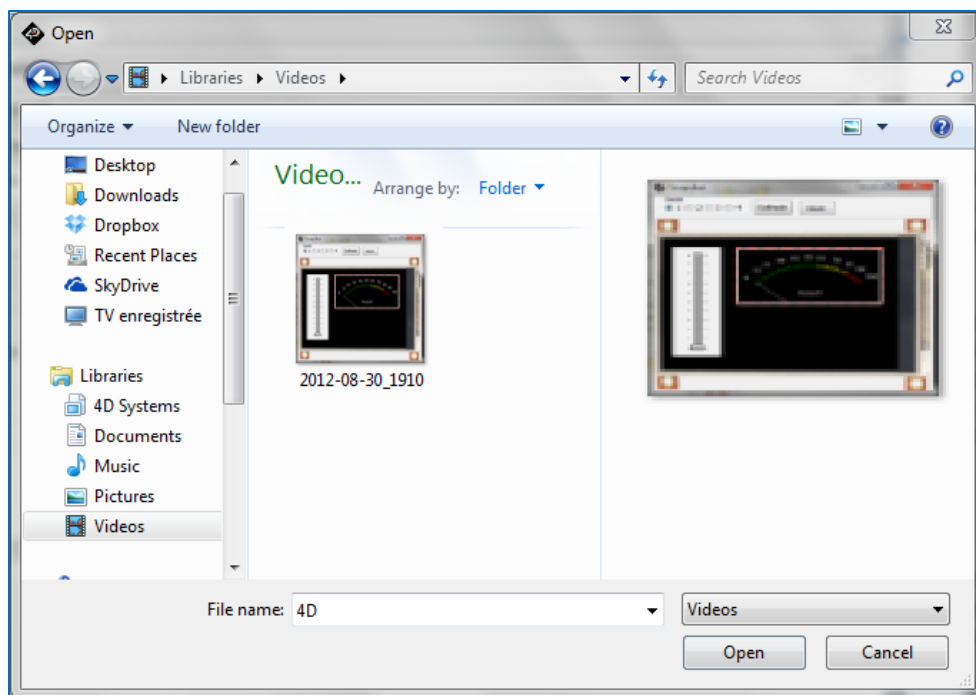 Open
Libraries Videos
Search Videos
Organize New folder
Desktop
Downloads
Dropbox
Recent Places
SkyDrive
TV enregistrée
Libraries
4D Systems
Documents
Music
Pictures
Videos
Video... Arrange by: Folder
2012-08-30_1910
File name: 4D Videos
Open Cancel